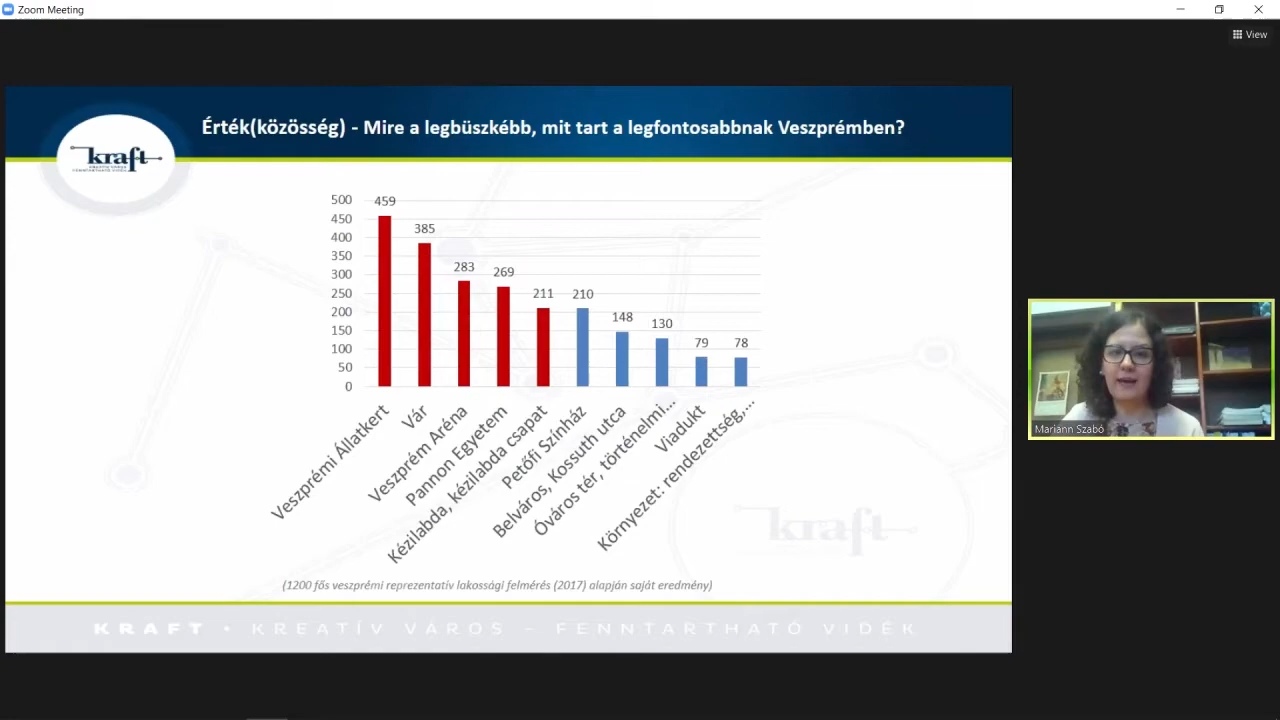 Zoom Meeting
View
Érték(közösség) - Mire a legbüszkébb, mit tart a legfontosabbnak Veszprémben?
kraft
500
450
400
350
300
250
200
150
100
50
0
459
385
283
269
211
210
148
130
79
78
Veszprémi Állatkert
Vár
Veszprém Aréna
Pannon Egyetem
Kézilabda, kézilabda csapat
Petőfi Színház
Belváros, Kossuth utca
Óváros tér, történelmi...
Viadukt
Környezet: rendezettség,...
kraft
(1200 fős veszprémi reprezentatív lakossági felmérés (2017) alapján saját eredmény)
KRAFT • KREATÍV VÁROS – FENNTARTHATÓ VIDÉK
Mariann Szabó